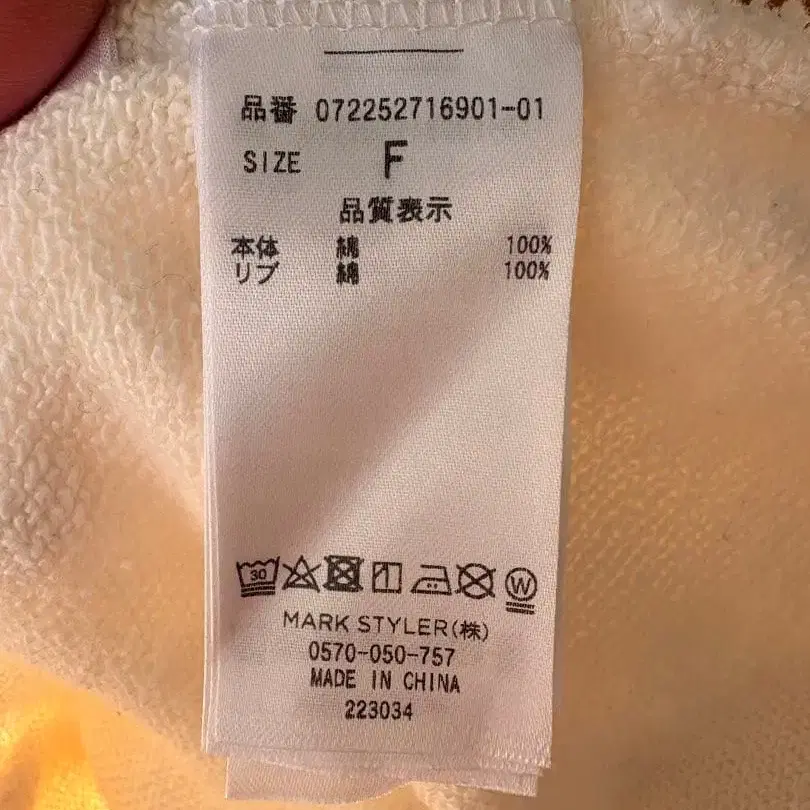 品番 072252716901-01
SIZE F
品質表示
本体 綿 100%
リブ 綿 100%
30 W
MARK STYLER(株)
0570-050-757
MADE IN CHINA
223034